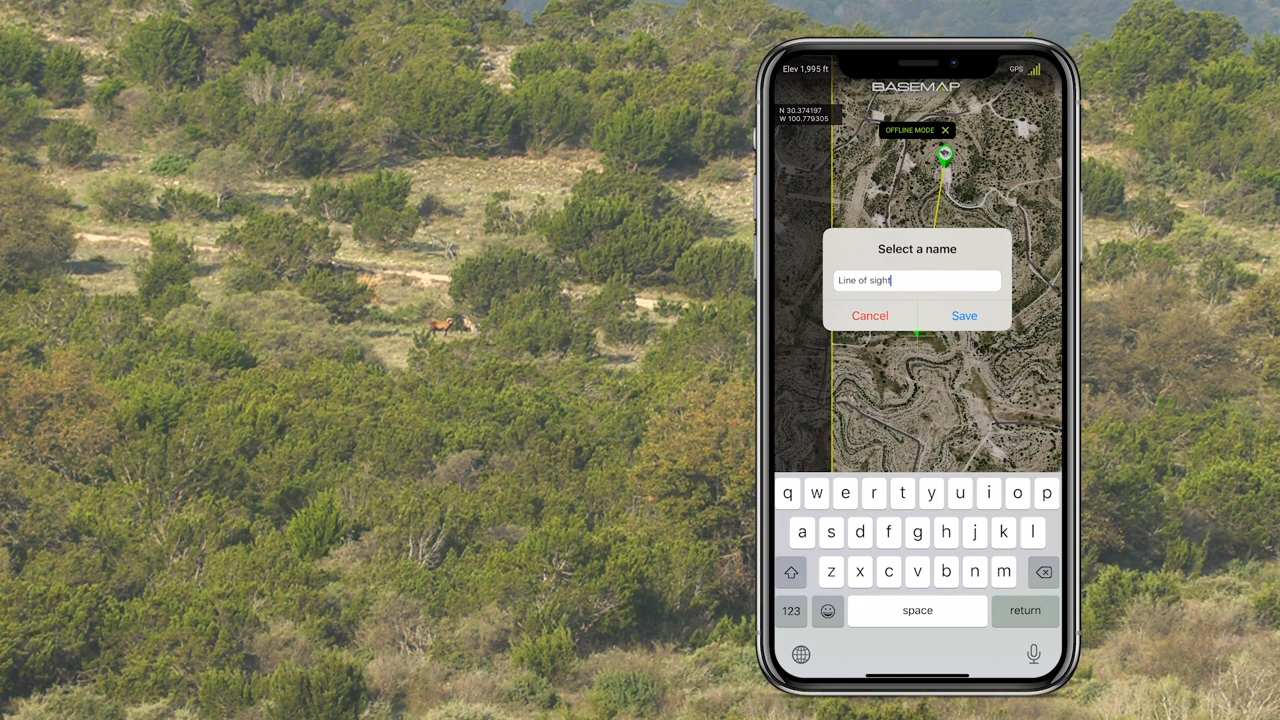 Elev 1,995 ft
GPS
BASEMAP
N 30.374197
W 100.779305
OFFLINE MODE
Select a name
Line of sight
Cancel
Save
q w e r t y u i o p
a s d f g h j k l
z x c v b n m
123
space
return